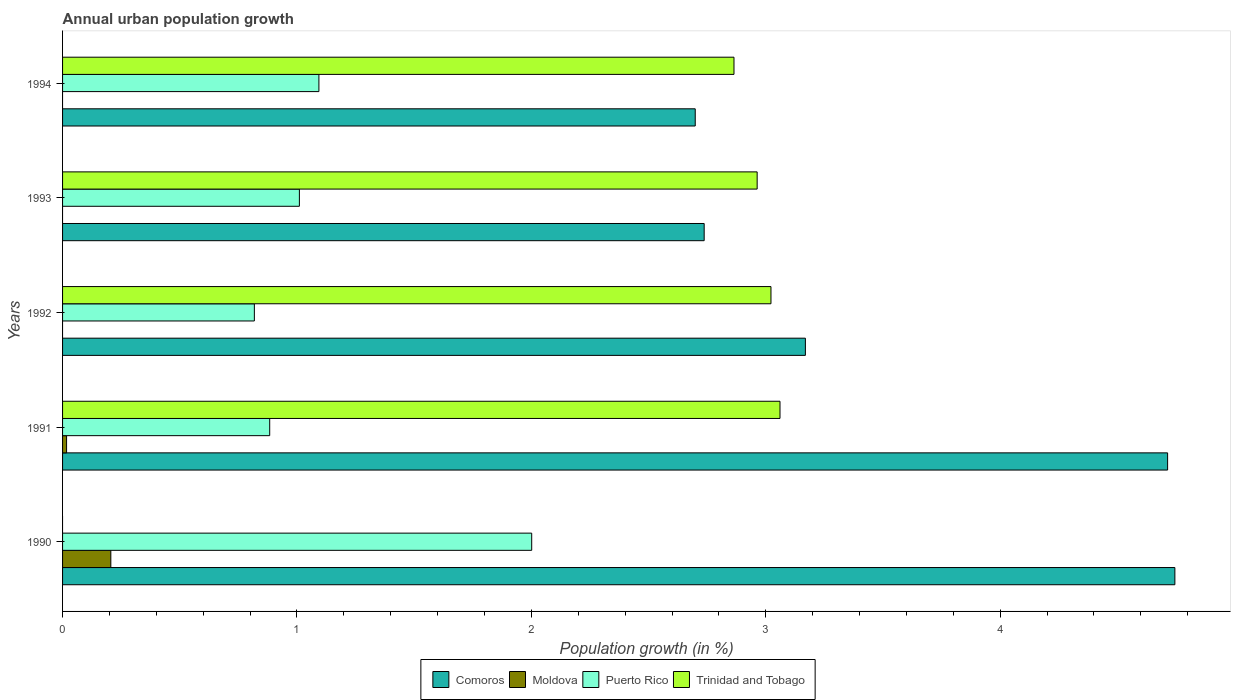 Annual urban population growth
1994
1993
1992
1991
1990
Years
0
1
2
3
4
Population growth (in %)
Comoros
Moldova
Puerto Rico
Trinidad and Tobago